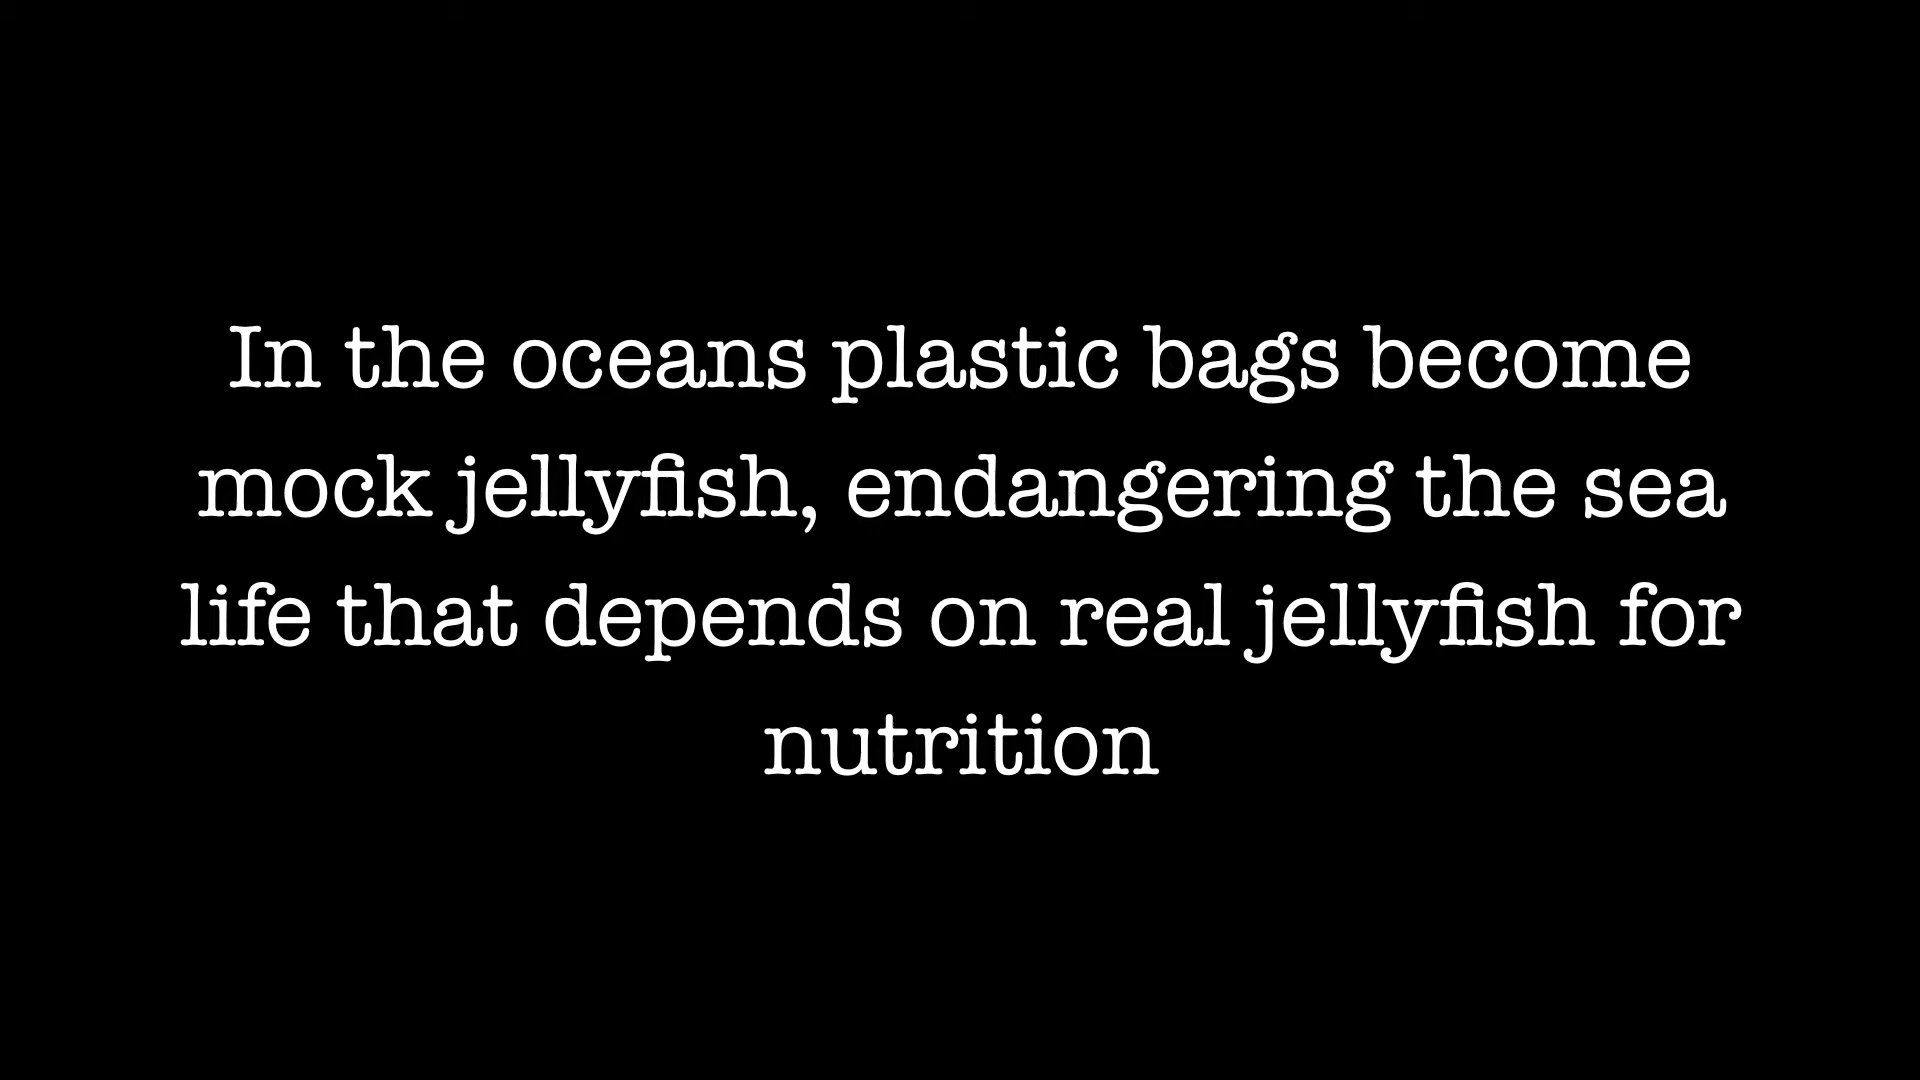 In the oceans plastic bags become
mock jellyfish, endangering the sea
life that depends on real jellyfish for
nutrition